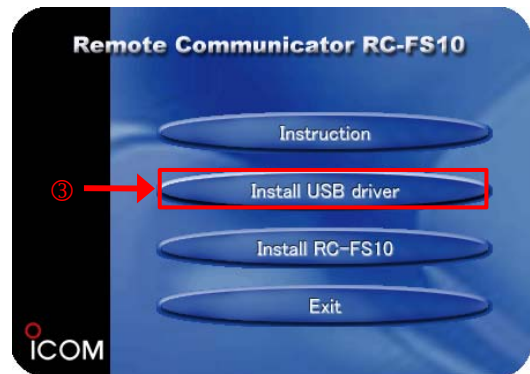 Remote Communicator RC-FS10
Instruction
③ Install USB driver
Install RC-FS10
Exit
ICOM